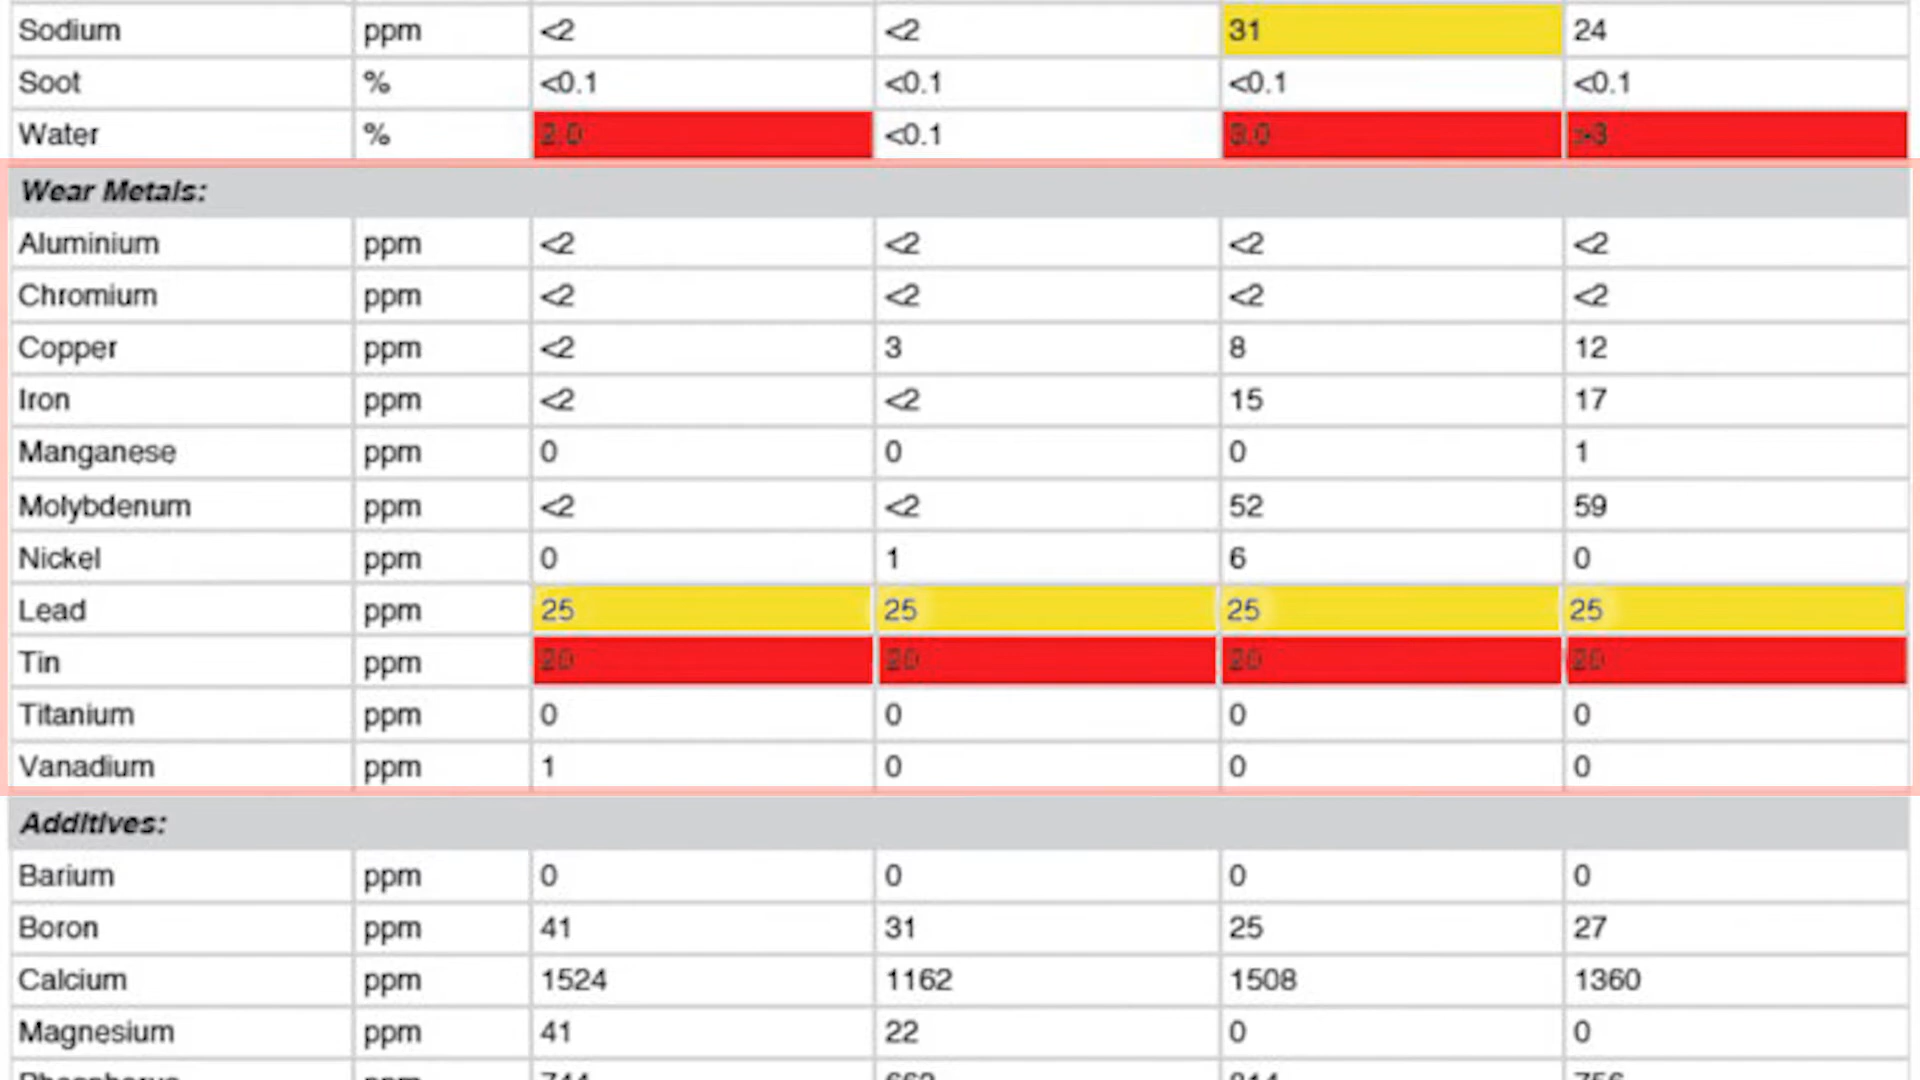 Sodium ppm <2 <2 31 24
Soot % <0.1 <0.1 <0.1 <0.1
Water % 2.0 <0.1 3.0 >3
Wear Metals:
Aluminium ppm <2 <2 <2 <2
Chromium ppm <2 <2 <2 <2
Copper ppm <2 3 8 12
Iron ppm <2 <2 15 17
Manganese ppm 0 0 0 1
Molybdenum ppm <2 <2 52 59
Nickel ppm 0 1 6 0
Lead ppm 25 25 25 25
Tin ppm 20 20 20 20
Titanium ppm 0 0 0 0
Vanadium ppm 1 0 0 0
Additives:
Barium ppm 0 0 0 0
Boron ppm 41 31 25 27
Calcium ppm 1524 1162 1508 1360
Magnesium ppm 41 22 0 0